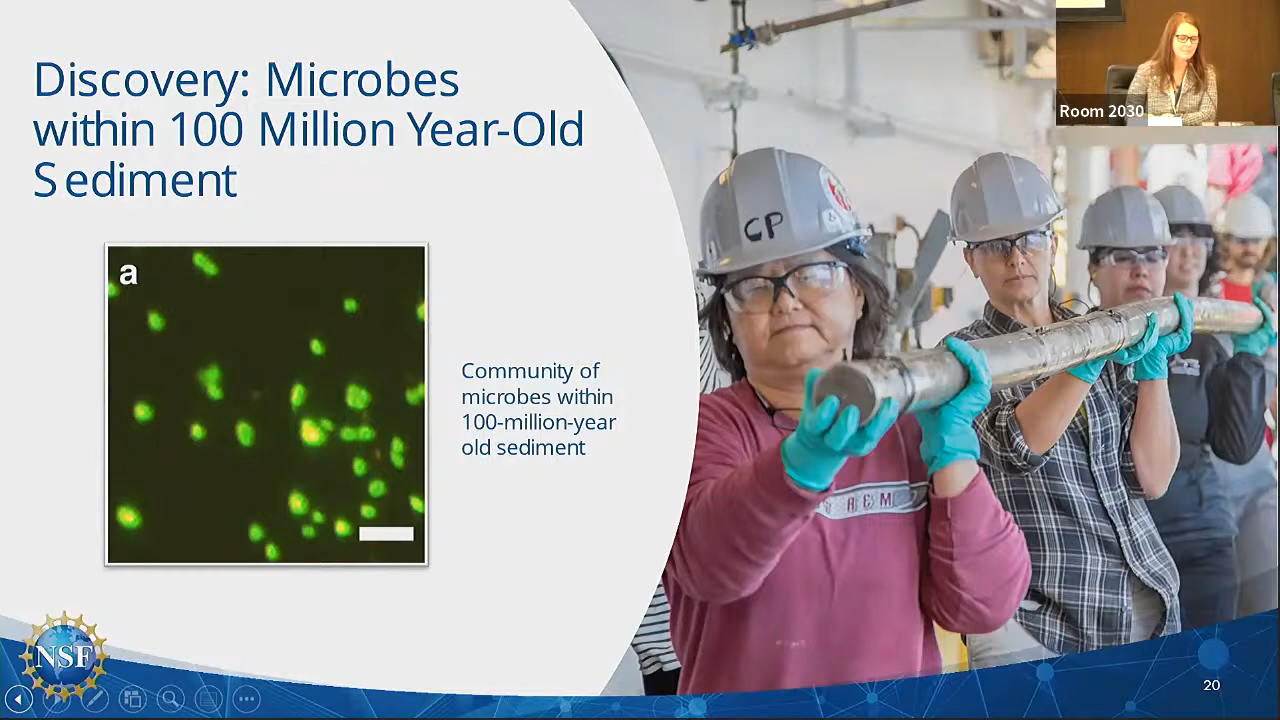 Discovery: Microbes
within 100 Million Year-Old
Sediment
a
Community of
microbes within
100-million-year
old sediment
CP
NSF
Room 2030
20